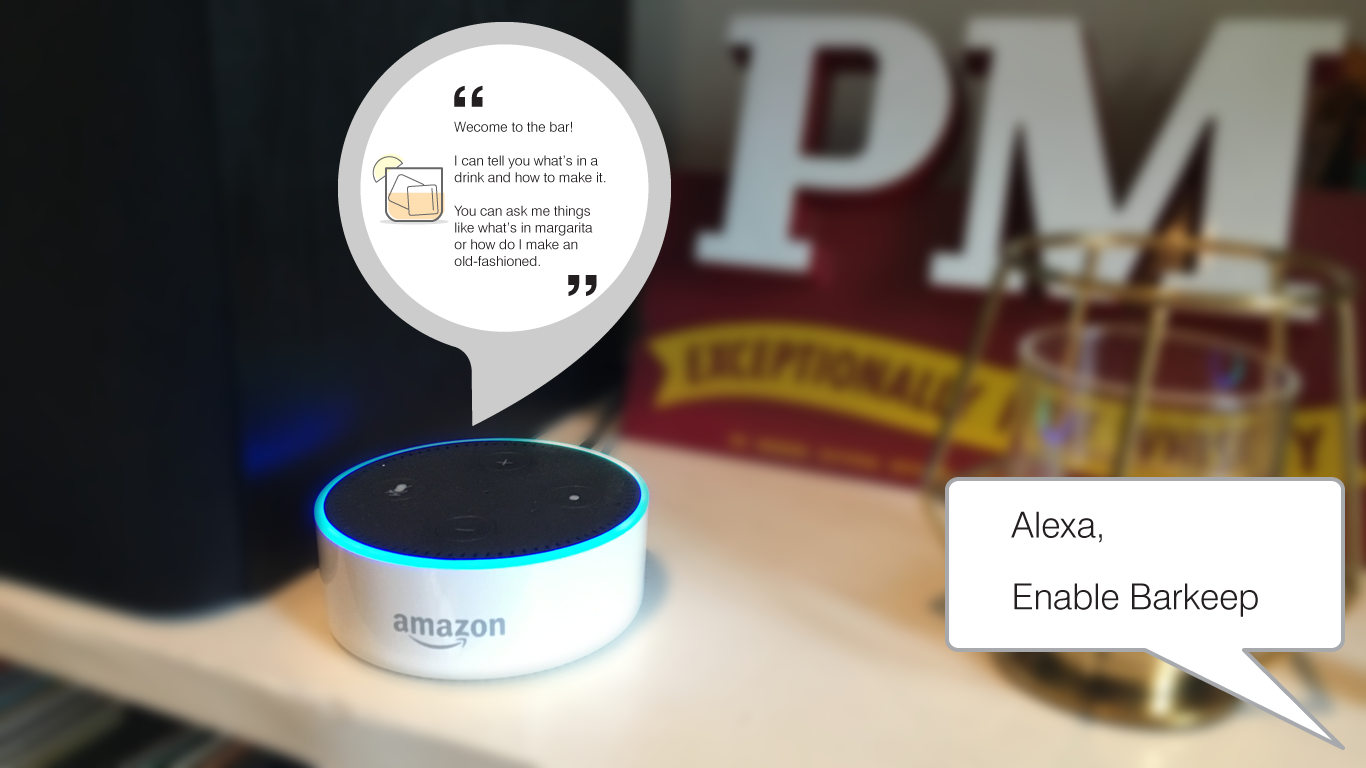 “
Wecome to the bar!
I can tell you what's in a
drink and how to make it.
You can ask me things
like what's in margarita
or how do I make an
old-fashioned.
”
PM
EXCEPTIONALLY
amazon
Alexa,
Enable Barkeep